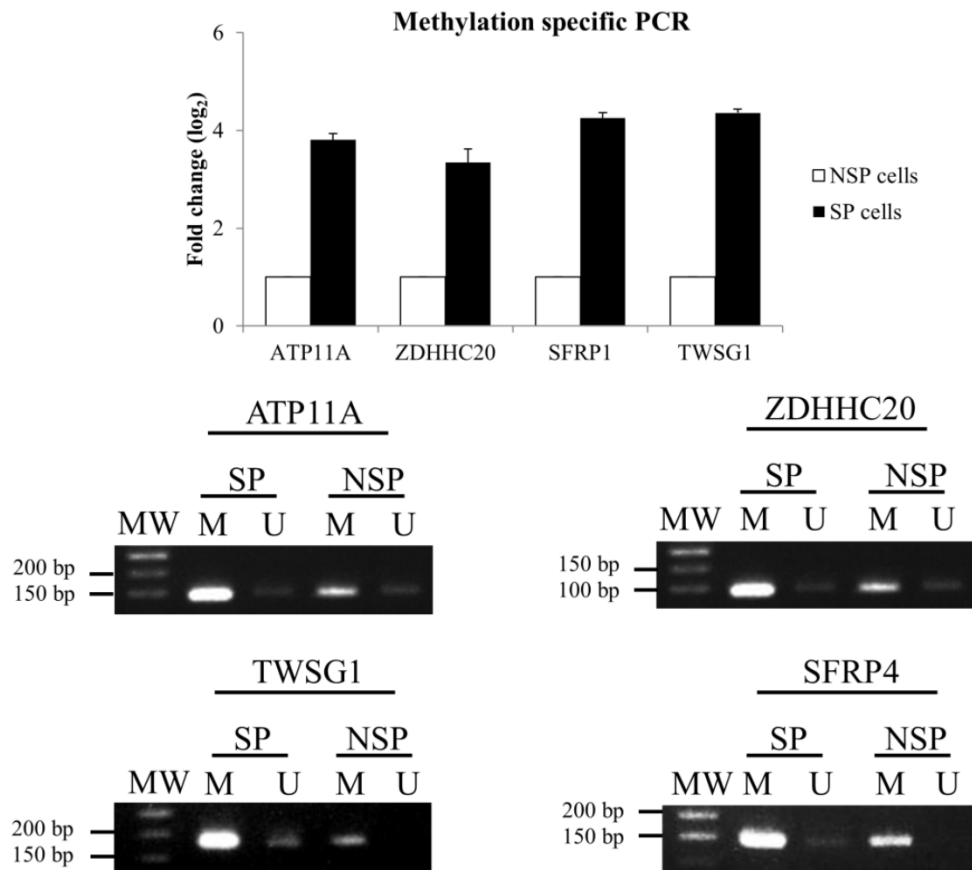 Methylation specific PCR
Fold change (log₂)
6
4
2
0
NSP cells
SP cells
ATP11A ZDHHC20 SFRP1 TWSG1
ATP11A
SP NSP
MW M U M U
200 bp
150 bp
ZDHHC20
SP NSP
MW M U M U
150 bp
100 bp
TWSG1
SP NSP
MW M U M U
200 bp
150 bp
SFRP4
SP NSP
MW M U M U
200 bp
150 bp